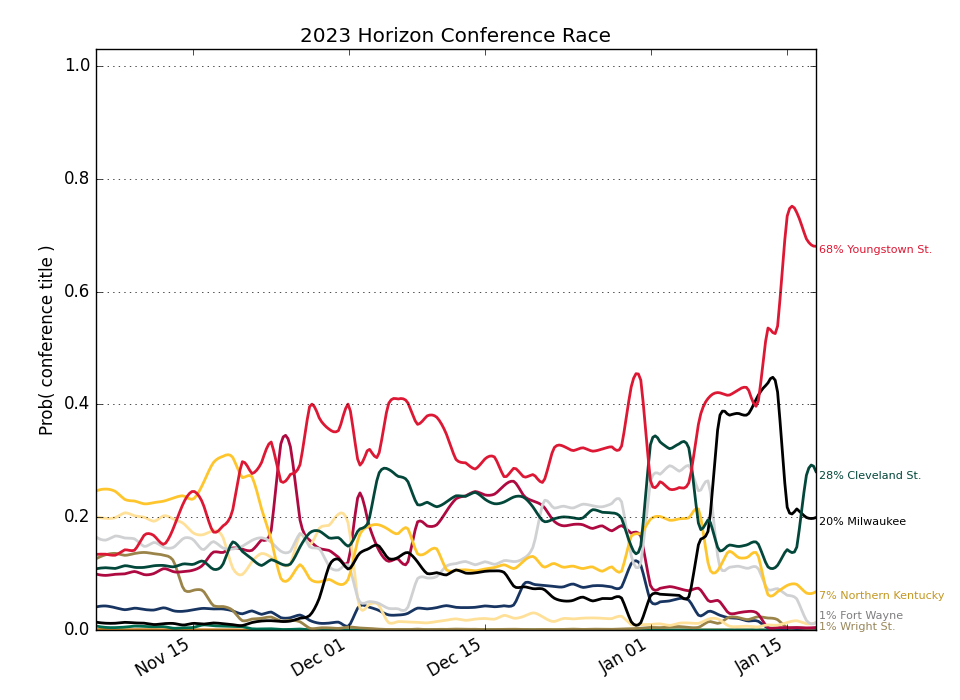 2023 Horizon Conference Race
Prob( conference title )
1.0
0.8
0.6
0.4
0.2
0.0
Nov 15
Dec 01
Dec 15
Jan 01
Jan 15
68% Youngstown St.
28% Cleveland St.
20% Milwaukee
7% Northern Kentucky
1% Fort Wayne
1% Wright St.